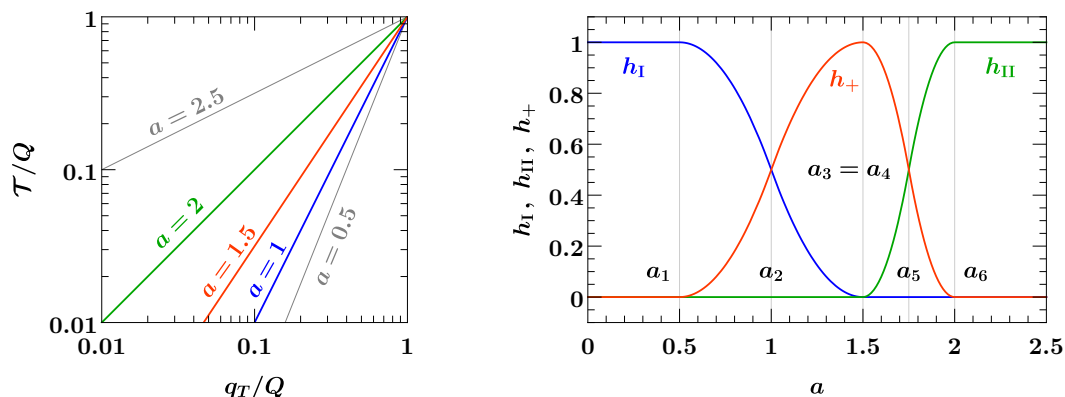 1
0.1
0.01
0.01
0.1
1
𝒯/Q
q_T/Q
a = 2.5
a = 2
a = 1.5
a = 1
a = 0.5
1
0.8
0.6
0.4
0.2
0
0
0.5
1
1.5
2
2.5
h_I , h_II , h_+
a
h_I
h_+
h_II
a_3 = a_4
a_1
a_2
a_5
a_6